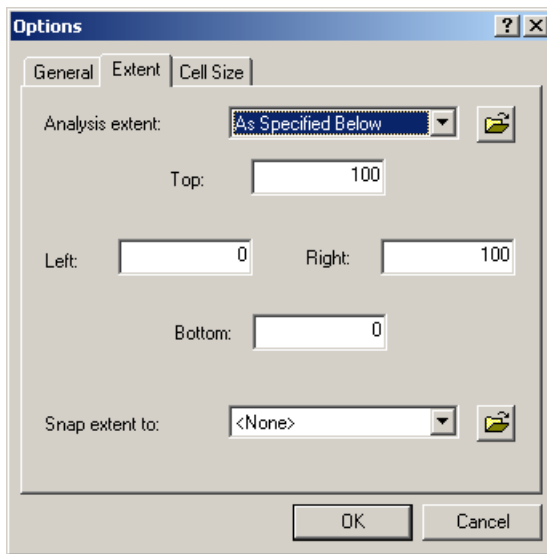 Options
General Extent Cell Size
Analysis extent: As Specified Below
Top: 100
Left: 0 Right: 100
Bottom: 0
Snap extent to: <None>
OK Cancel